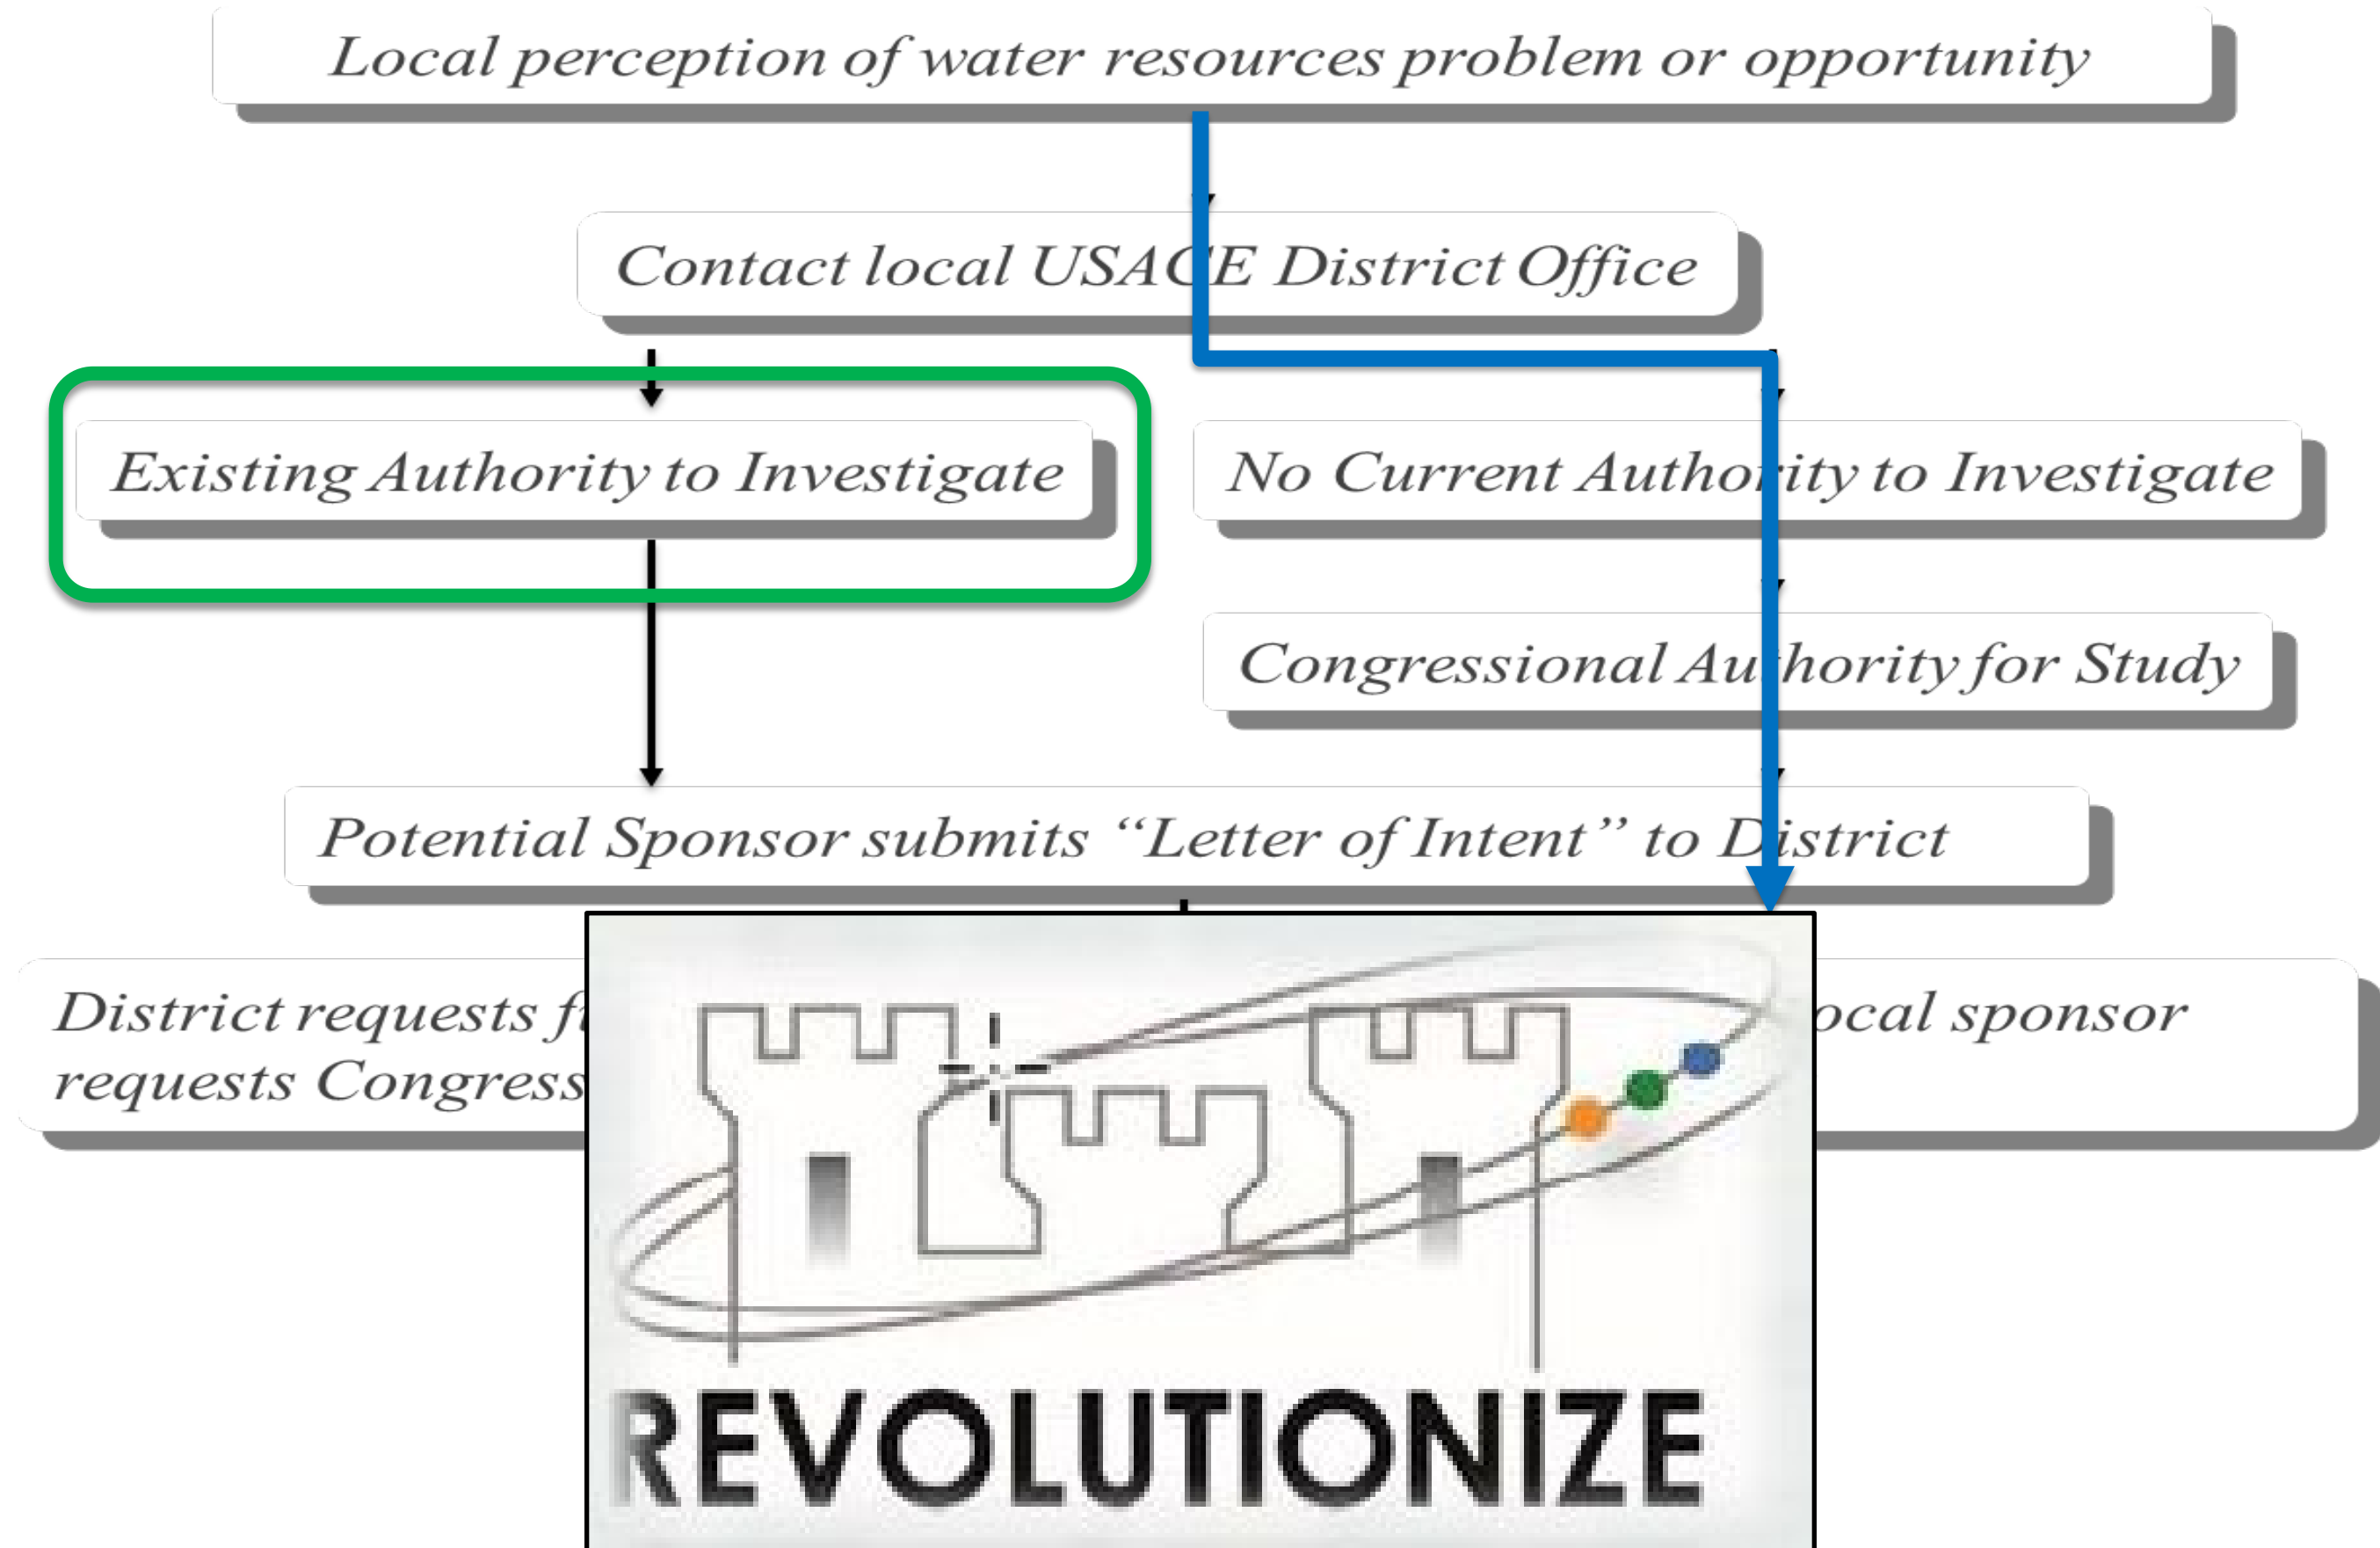 Local perception of water resources problem or opportunity
Contact local USACE District Office
Existing Authority to Investigate
No Current Authority to Investigate
Congressional Authority for Study
Potential Sponsor submits “Letter of Intent” to District
District requests
local sponsor
requests Congress
REVOLUTIONIZE